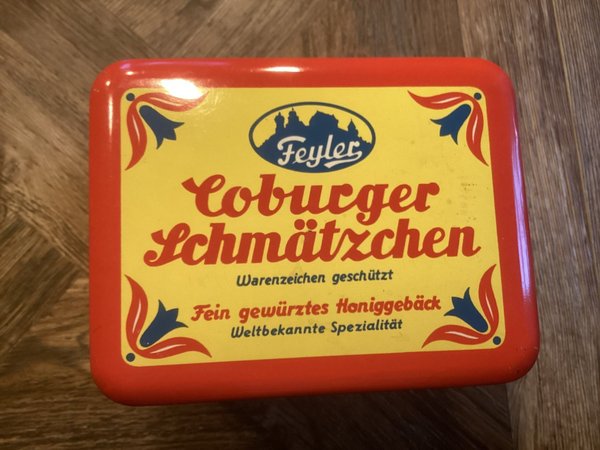 Feyler
Coburger
Schmätzchen
Warenzeichen geschützt
Fein gewürztes Honiggebäck
Weltbekannte Spezialität